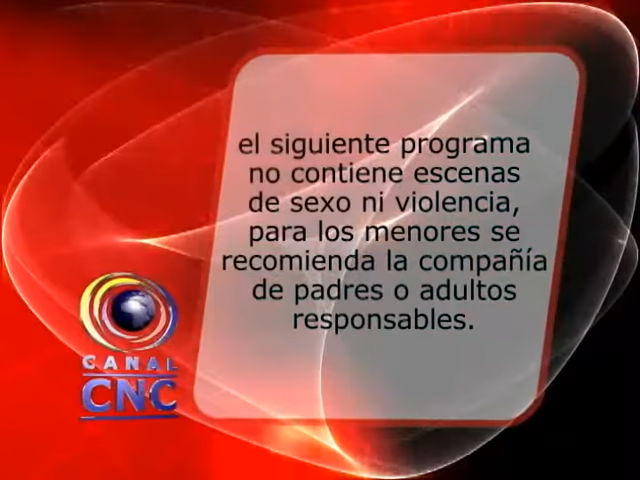 el siguiente programa
no contiene escenas
de sexo ni violencia,
para los menores se
recomienda la compañía
de padres o adultos
responsables.
CANAL
CNC